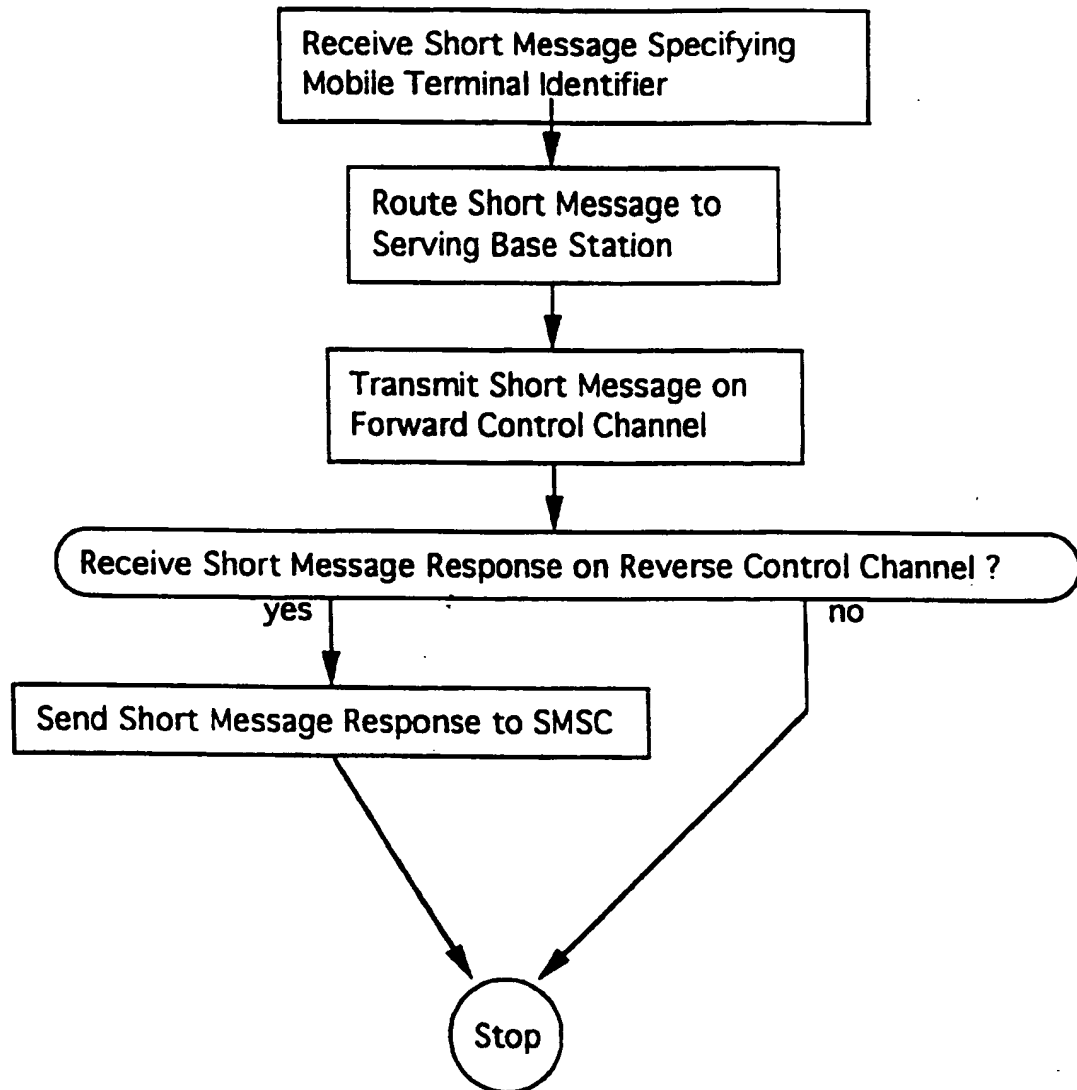 Receive Short Message Specifying
Mobile Terminal Identifier
Route Short Message to
Serving Base Station
Transmit Short Message on
Forward Control Channel
Receive Short Message Response on Reverse Control Channel ?
yes
no
Send Short Message Response to SMSC
Stop